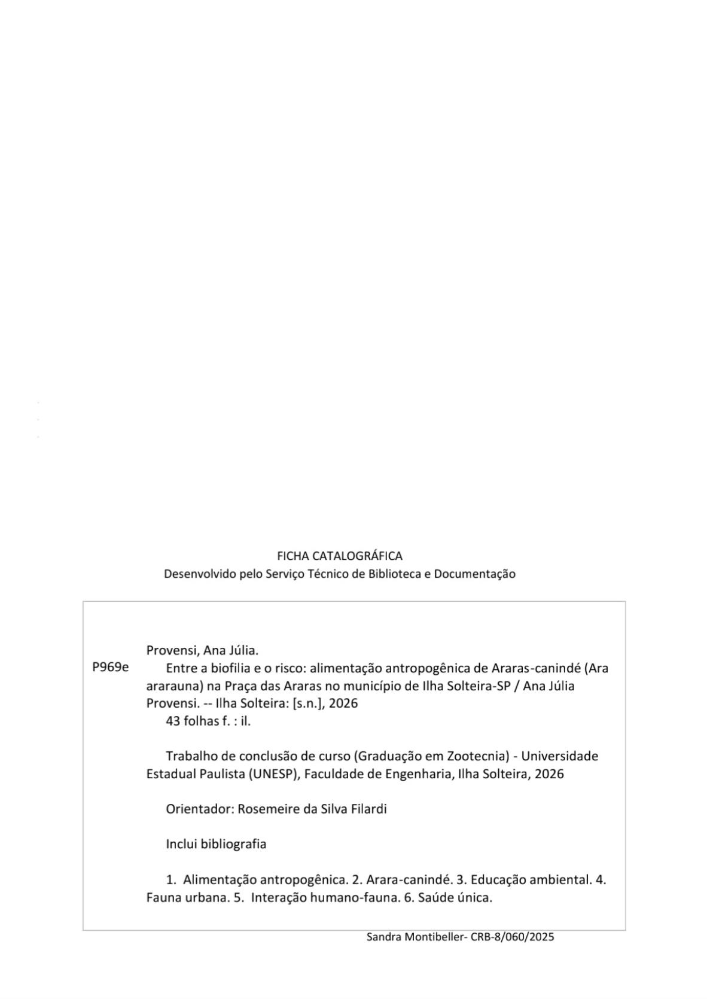 FICHA CATALOGRÁFICA
Desenvolvido pelo Serviço Técnico de Biblioteca e Documentação
Provensi, Ana Júlia.
P969e
Entre a biofilia e o risco: alimentação antropogênica de Araras-canindé (Ara
ararauna) na Praça das Araras no município de Ilha Solteira-SP / Ana Júlia
Provensi. -- Ilha Solteira: [s.n.], 2026
43 folhas f. : il.
Trabalho de conclusão de curso (Graduação em Zootecnia) - Universidade
Estadual Paulista (UNESP), Faculdade de Engenharia, Ilha Solteira, 2026
Orientador: Rosemeire da Silva Filardi
Inclui bibliografia
1. Alimentação antropogênica. 2. Arara-canindé. 3. Educação ambiental. 4.
Fauna urbana. 5. Interação humano-fauna. 6. Saúde única.
Sandra Montibeller- CRB-8/060/2025